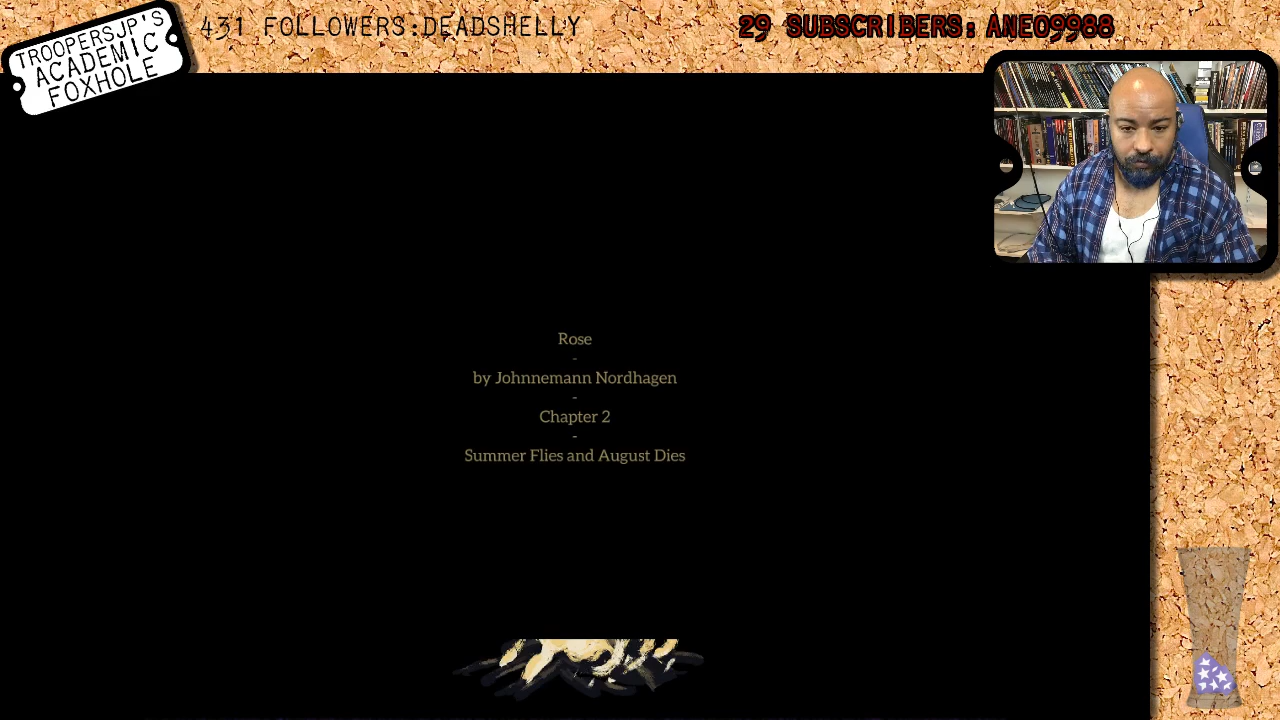 TROOPERSJP'S
ACADEMIC
FOXHOLE
431 FOLLOWERS:DEADSHELLY
29 SUBSCRIBERS: ANEO9988
Rose
-
by Johnnemann Nordhagen
-
Chapter 2
-
Summer Flies and August Dies